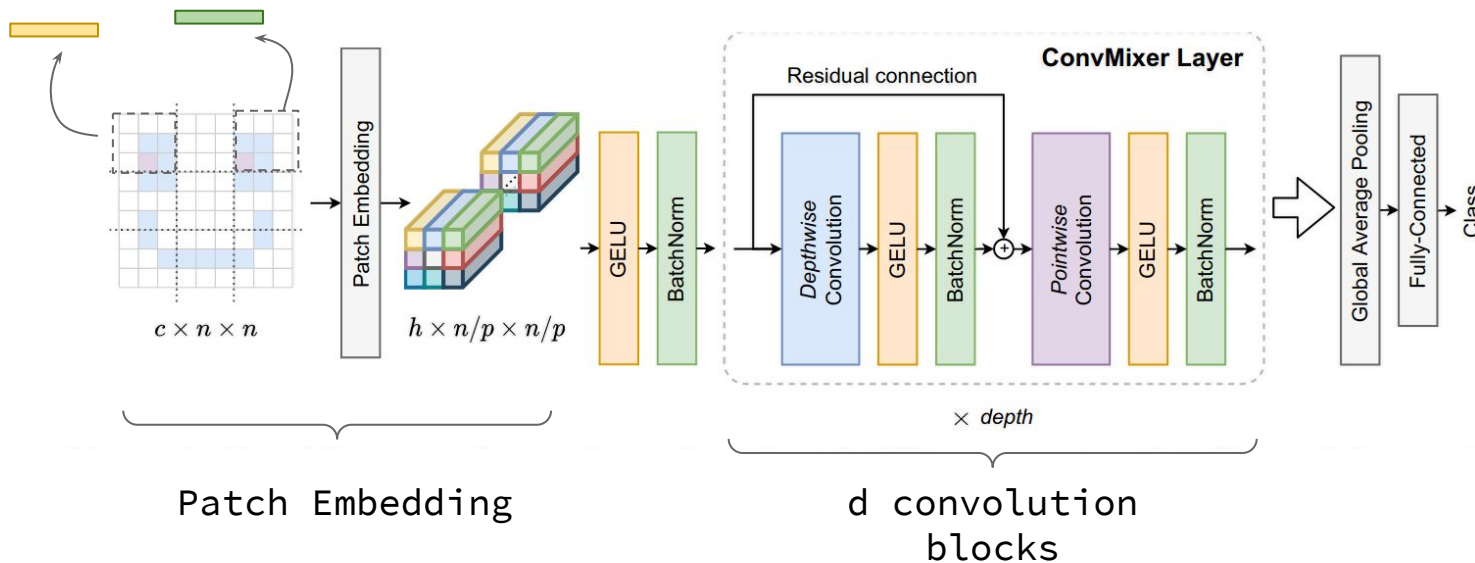 ConvMixer Layer
Residual connection
Patch Embedding
GELU
BatchNorm
Depthwise
Convolution
GELU
BatchNorm
+
Pointwise
Convolution
GELU
BatchNorm
Global Average Pooling
Fully-Connected
Class
c × n × n
h × n/p × n/p
× depth
Patch Embedding
d convolution
blocks